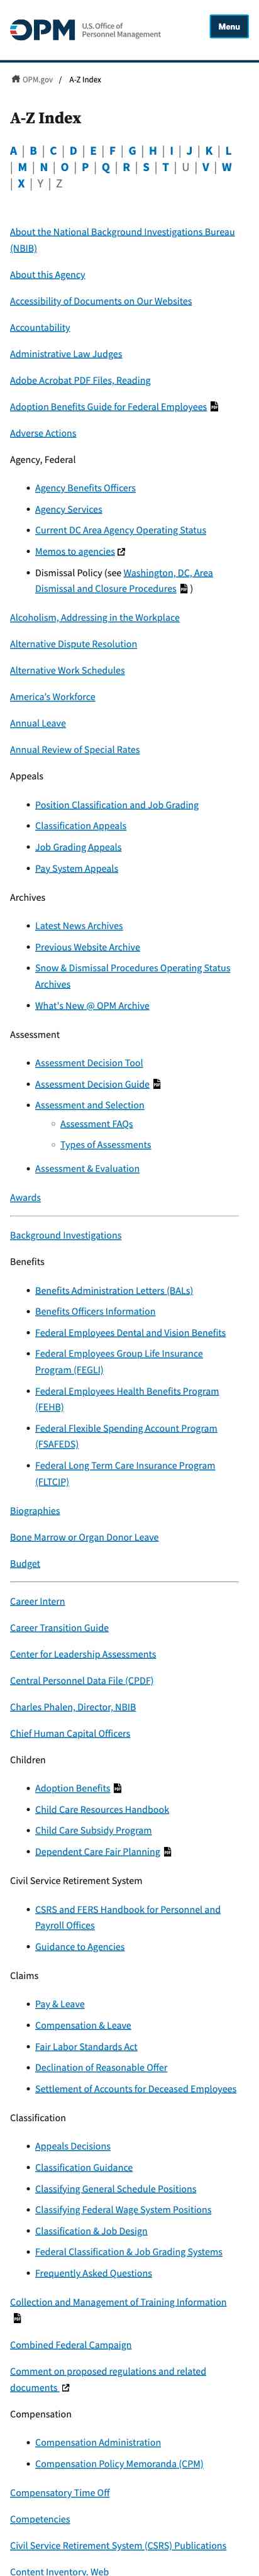 OPM U.S. Office of
Personnel Management
Menu
OPM.gov / A-Z Index
A-Z Index
A | B | C | D | E | F | G | H | I | J | K | L
| M | N | O | P | Q | R | S | T | U | V | W
| X | Y | Z
About the National Background Investigations Bureau
(NBIB)
About this Agency
Accessibility of Documents on Our Websites
Accountability
Administrative Law Judges
Adobe Acrobat PDF Files, Reading
Adoption Benefits Guide for Federal Employees
Adverse Actions
Agency, Federal
Agency Benefits Officers
Agency Services
Current DC Area Agency Operating Status
Memos to agencies
Dismissal Policy (see Washington, DC, Area
Dismissal and Closure Procedures )
Alcoholism, Addressing in the Workplace
Alternative Dispute Resolution
Alternative Work Schedules
America's Workforce
Annual Leave
Annual Review of Special Rates
Appeals
Position Classification and Job Grading
Classification Appeals
Job Grading Appeals
Pay System Appeals
Archives
Latest News Archives
Previous Website Archive
Snow & Dismissal Procedures Operating Status
Archives
What's New @ OPM Archive
Assessment
Assessment Decision Tool
Assessment Decision Guide
Assessment and Selection
Assessment FAQs
Types of Assessments
Assessment & Evaluation
Awards
Background Investigations
Benefits
Benefits Administration Letters (BALs)
Benefits Officers Information
Federal Employees Dental and Vision Benefits
Federal Employees Group Life Insurance
Program (FEGLI)
Federal Employees Health Benefits Program
(FEHB)
Federal Flexible Spending Account Program
(FSAFEDS)
Federal Long Term Care Insurance Program
(FLTCIP)
Biographies
Bone Marrow or Organ Donor Leave
Budget
Career Intern
Career Transition Guide
Center for Leadership Assessments
Central Personnel Data File (CPDF)
Charles Phalen, Director, NBIB
Chief Human Capital Officers
Children
Adoption Benefits
Child Care Resources Handbook
Child Care Subsidy Program
Dependent Care Fair Planning
Civil Service Retirement System
CSRS and FERS Handbook for Personnel and
Payroll Offices
Guidance to Agencies
Claims
Pay & Leave
Compensation & Leave
Fair Labor Standards Act
Declination of Reasonable Offer
Settlement of Accounts for Deceased Employees
Classification
Appeals Decisions
Classification Guidance
Classifying General Schedule Positions
Classifying Federal Wage System Positions
Classification & Job Design
Federal Classification & Job Grading Systems
Frequently Asked Questions
Collection and Management of Training Information
Combined Federal Campaign
Comment on proposed regulations and related
documents
Compensation
Compensation Administration
Compensation Policy Memoranda (CPM)
Compensatory Time Off
Competencies
Civil Service Retirement System (CSRS) Publications
Content Inventory, Web